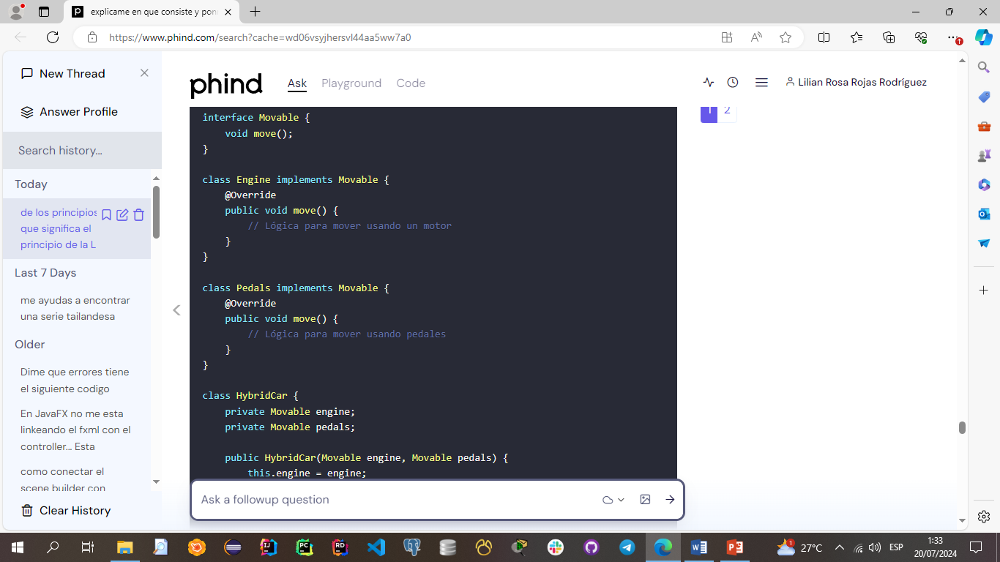 explicame en que consiste y pon
https://www.phind.com/search?cache=wd06vsyjhersvl44aa5ww7a0
New Thread
Answer Profile
Search history...
Today
de los principios
que significa el
principio de la L
Last 7 Days
me ayudas a encontrar
una serie tailandesa
Older
Dime que errores tiene
el siguiente codigo
En JavaFX no me esta
linkeando el fxml con el
controller... Esta
como conectar el
scene builder con
Clear History
phind
Ask Playground Code
Lilian Rosa Rojas Rodríguez
1 2
interface Movable {
    void move();
}
class Engine implements Movable {
    @Override
    public void move() {
        // Lógica para mover usando un motor
    }
}
class Pedals implements Movable {
    @Override
    public void move() {
        // Lógica para mover usando pedales
    }
}
class HybridCar {
    private Movable engine;
    private Movable pedals;
    public HybridCar(Movable engine, Movable pedals) {
        this.engine = engine;
Ask a followup question
27°C
ESP
1:33
20/07/2024